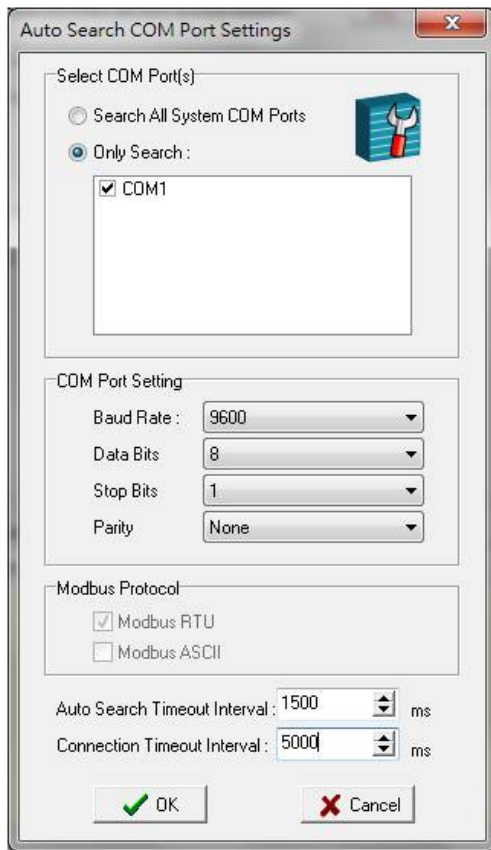 Auto Search COM Port Settings
Select COM Port(s)
Search All System COM Ports
Only Search :
COM1
COM Port Setting
Baud Rate : 9600
Data Bits 8
Stop Bits 1
Parity None
Modbus Protocol
Modbus RTU
Modbus ASCII
Auto Search Timeout Interval : 1500 ms
Connection Timeout Interval : 5000 ms
OK Cancel